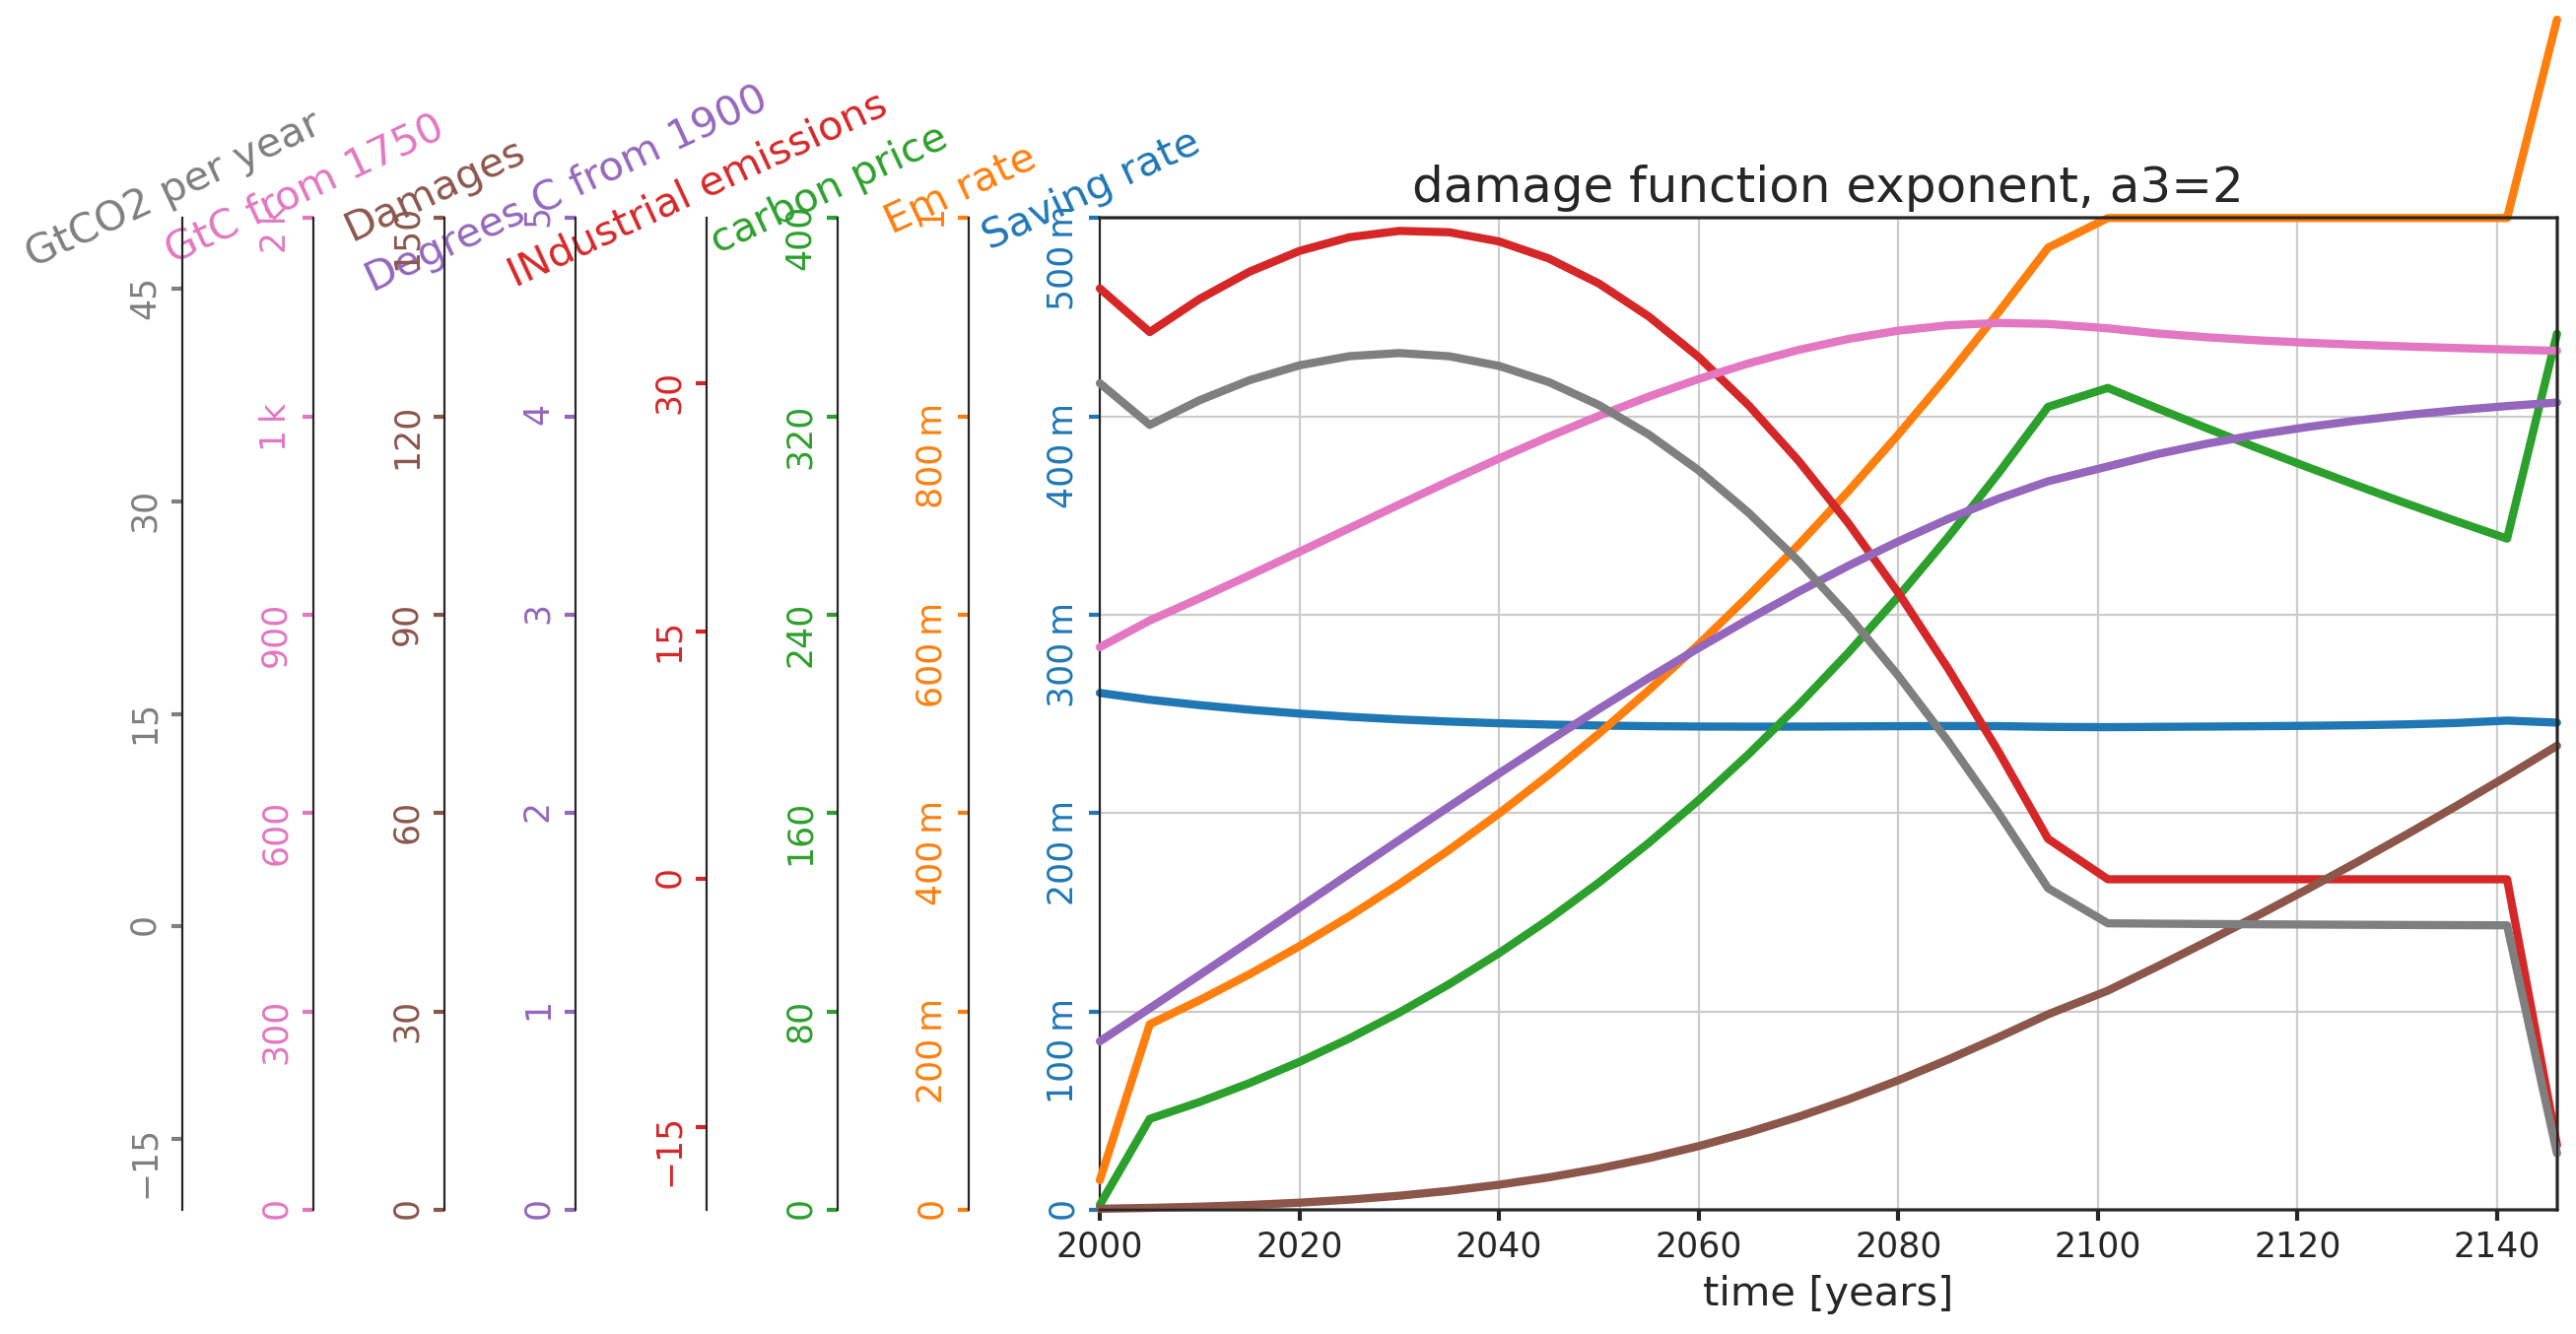 GtCO2 per year
GtC from 1750
Damages
Degrees C from 1900
INdustrial emissions
carbon price
Em rate
Saving rate
damage function exponent, a3=2
45
30
15
0
−15
2k
1k
900
600
300
0
150
120
90
60
30
0
5
4
3
2
1
0
30
15
0
−15
400
320
240
160
80
0
1
800 m
600 m
400 m
200 m
0
500 m
400 m
300 m
200 m
100 m
0
2000 2020 2040 2060 2080 2100 2120 2140
time [years]